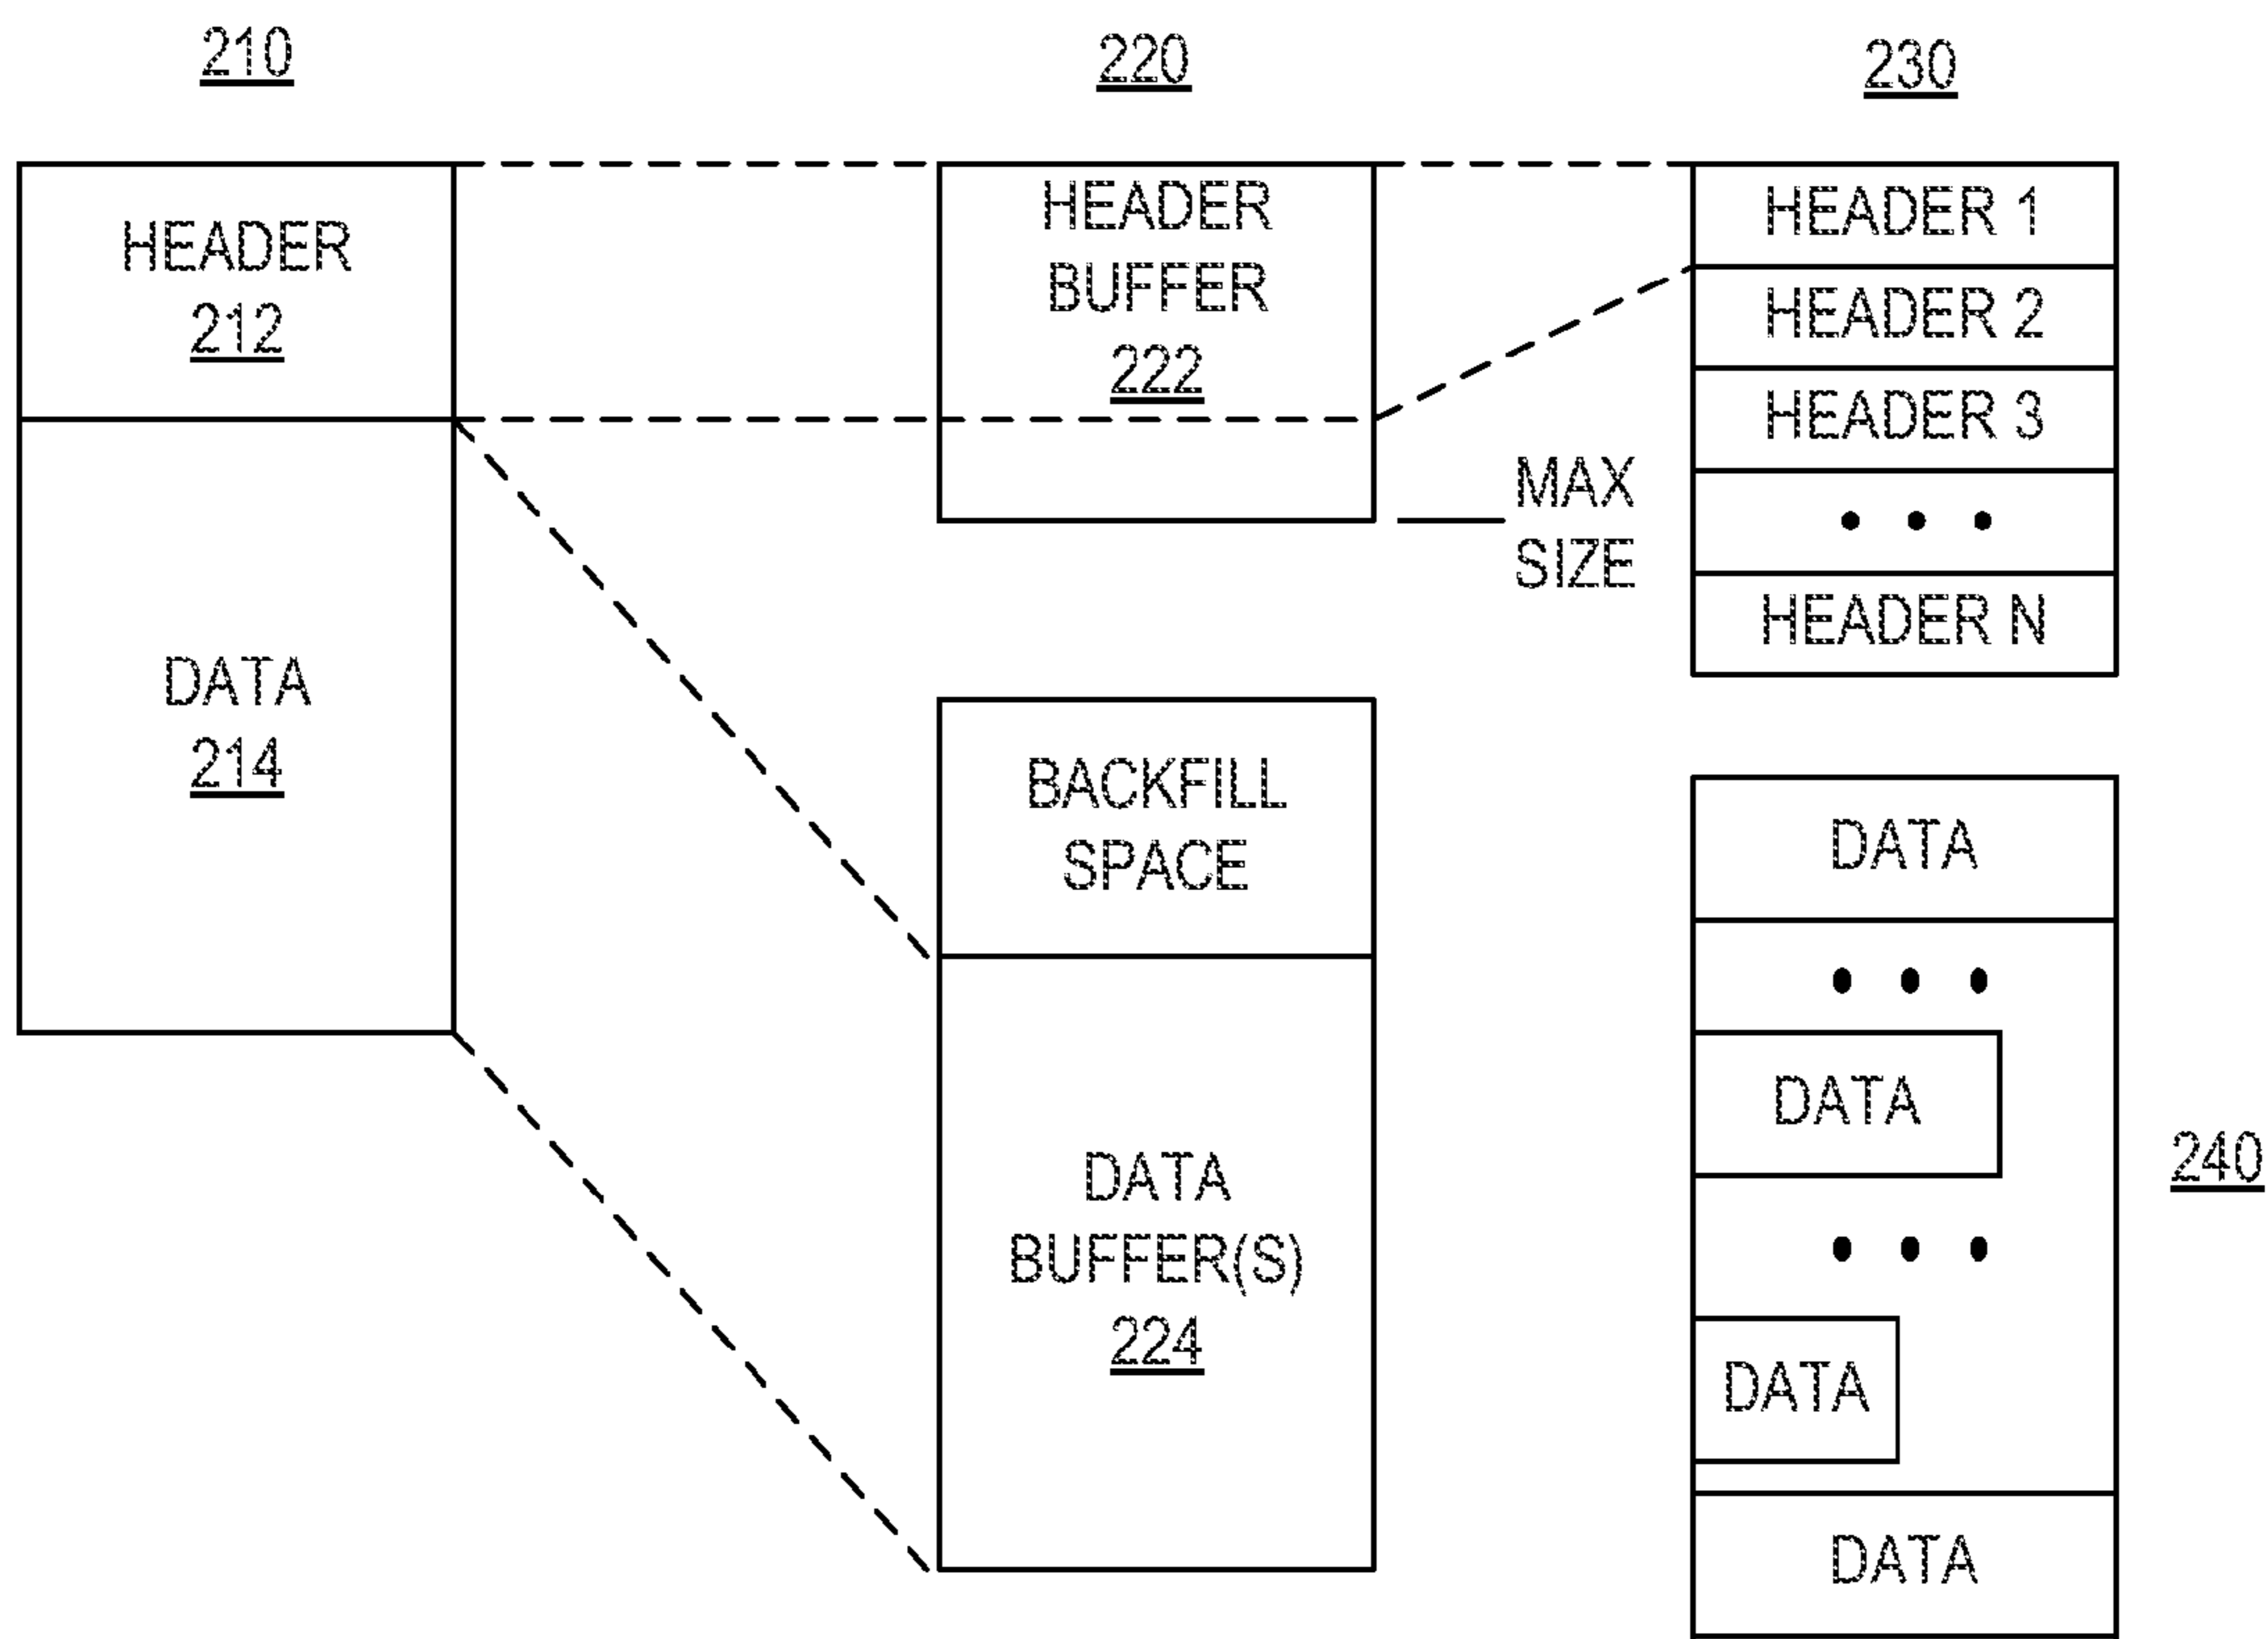 210
220
230
HEADER
212
DATA
214
HEADER
BUFFER
222
MAX
SIZE
BACKFILL
SPACE
DATA
BUFFER(S)
224
HEADER 1
HEADER 2
HEADER 3
• • •
HEADER N
DATA
• • •
DATA
• • •
DATA
DATA
240